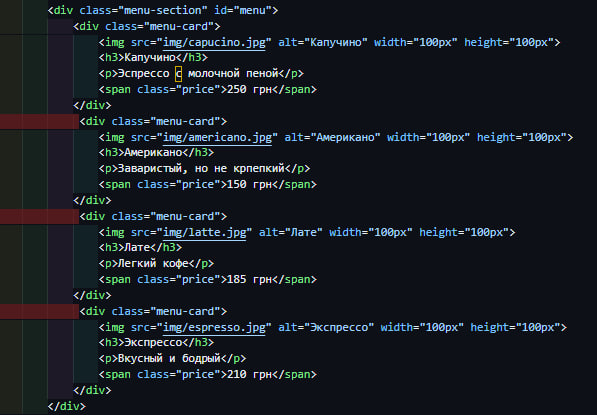 <div class="menu-section" id="menu">
<div class="menu-card">
<img src="img/capucino.jpg" alt="Капучино" width="100px" height="100px">
<h3>Капучино</h3>
<p>Эспрессо с молочной пеной</p>
<span class="price">250 грн</span>
</div>
<div class="menu-card">
<img src="img/americano.jpg" alt="Американо" width="100px" height="100px">
<h3>Американо</h3>
<p>Заваристый, но не крпепкий</p>
<span class="price">150 грн</span>
</div>
<div class="menu-card">
<img src="img/latte.jpg" alt="Лате" width="100px" height="100px">
<h3>Лате</h3>
<p>Легкий кофе</p>
<span class="price">185 грн</span>
</div>
<div class="menu-card">
<img src="img/espresso.jpg" alt="Экспрессо" width="100px" height="100px">
<h3>Экспрессо</h3>
<p>Вкусный и бодрый</p>
<span class="price">210 грн</span>
</div>
</div>